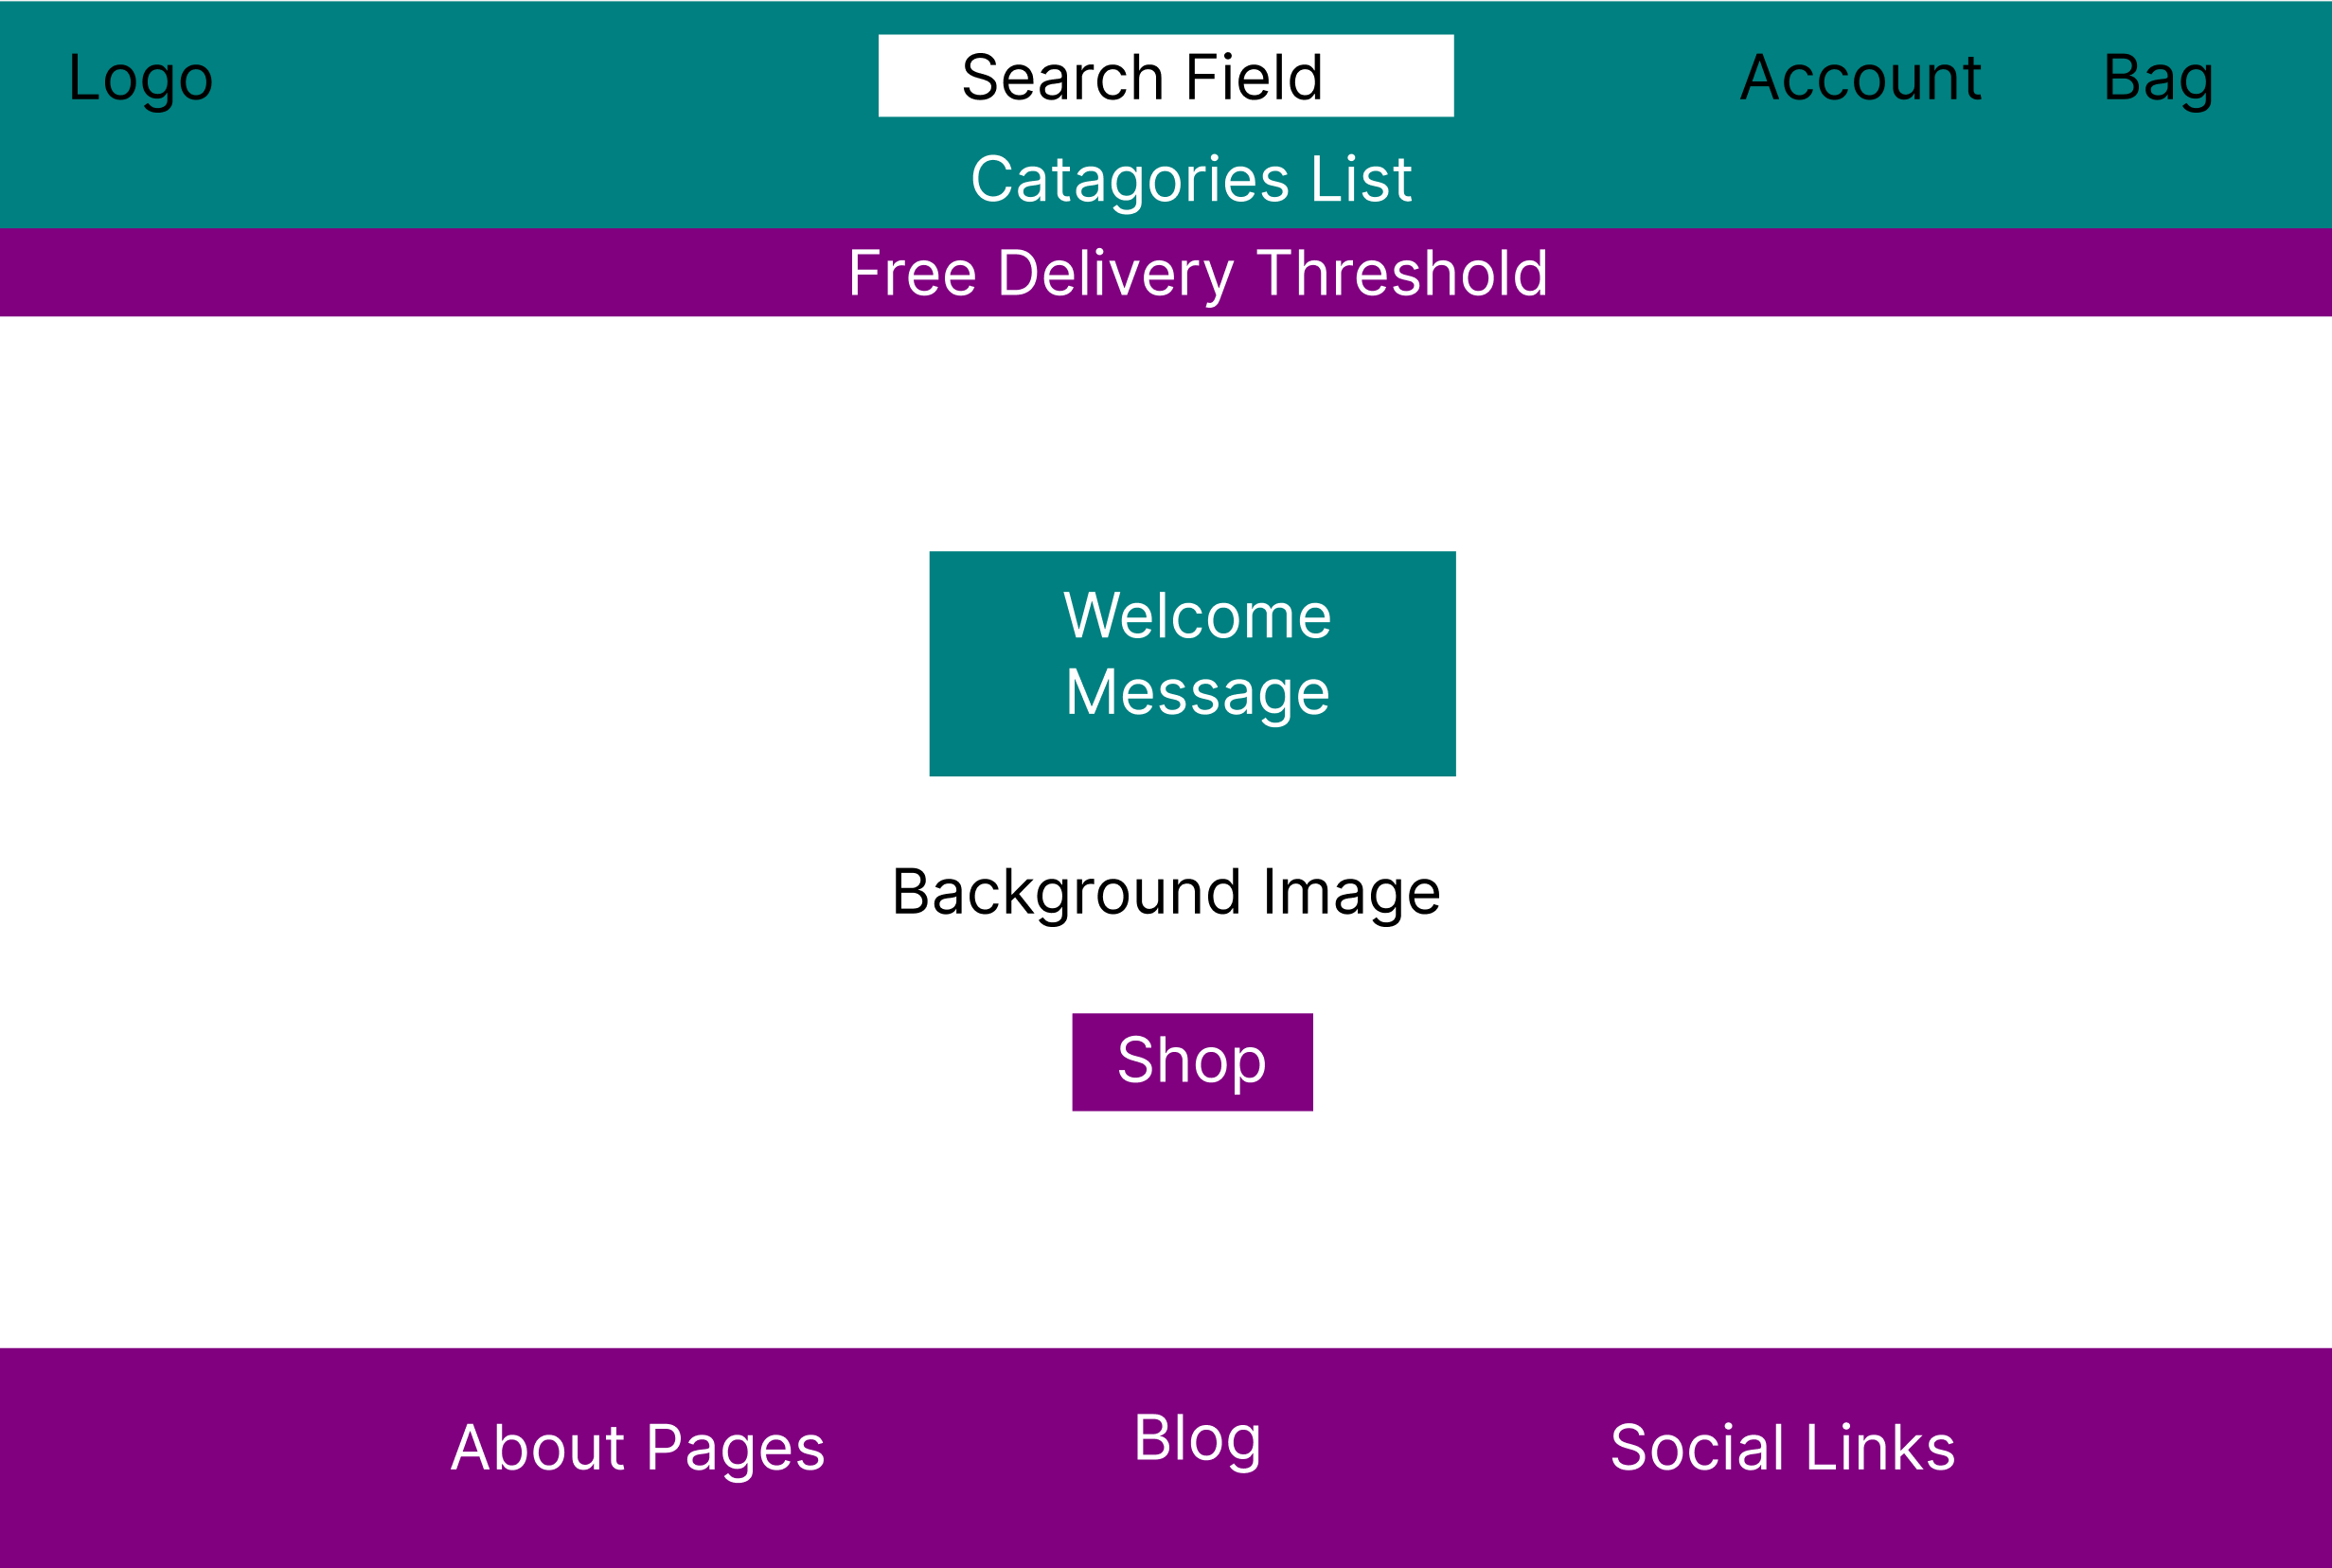 Logo
Search Field
Account
Bag
Catagories List
Free Delivery Threshold
Welcome
Message
Background Image
Shop
About Pages
Blog
Social Links